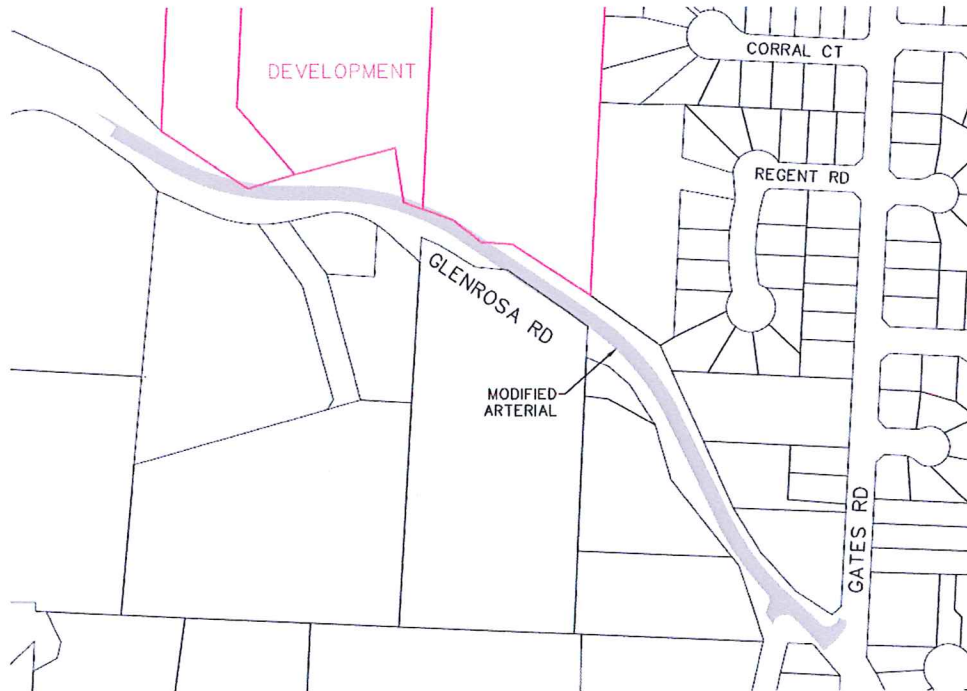 CORRAL CT
DEVELOPMENT
REGENT RD
GLENROSA RD
MODIFIED
ARTERIAL
GATES RD